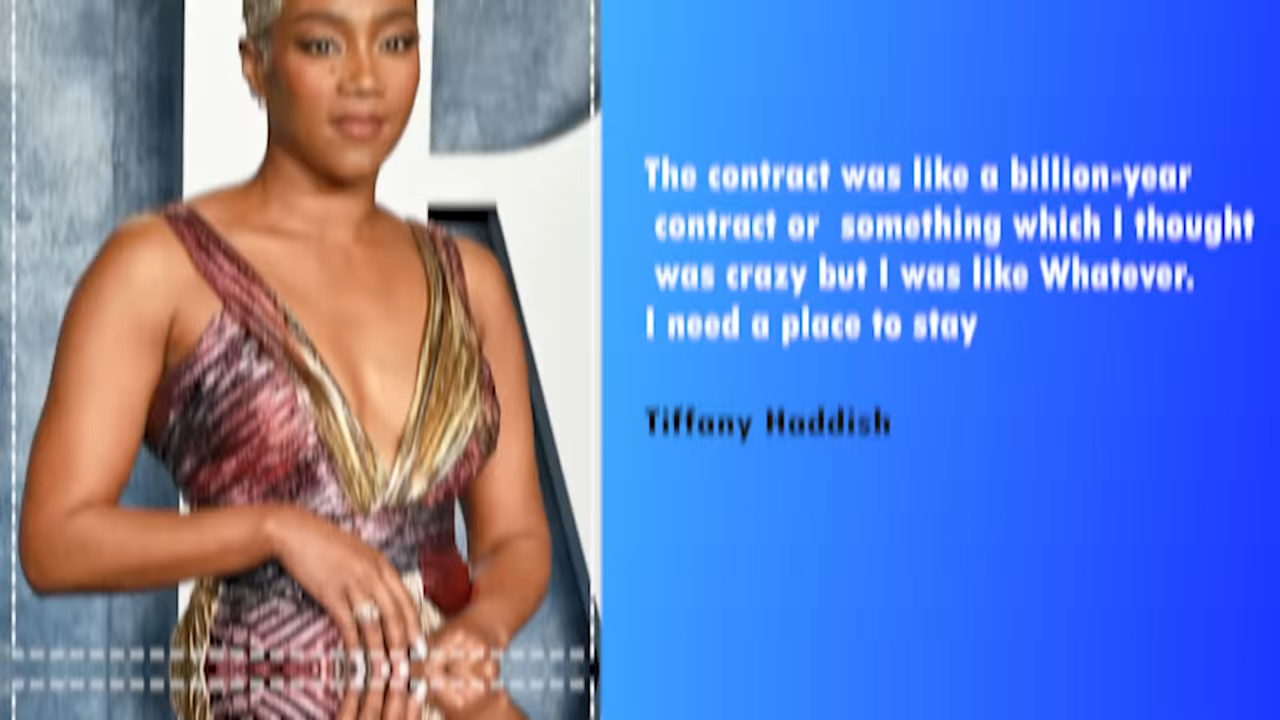 The contract was like a billion-year
contract or something which I thought
was crazy but I was like Whatever.
I need a place to stay
Tiffany Haddish